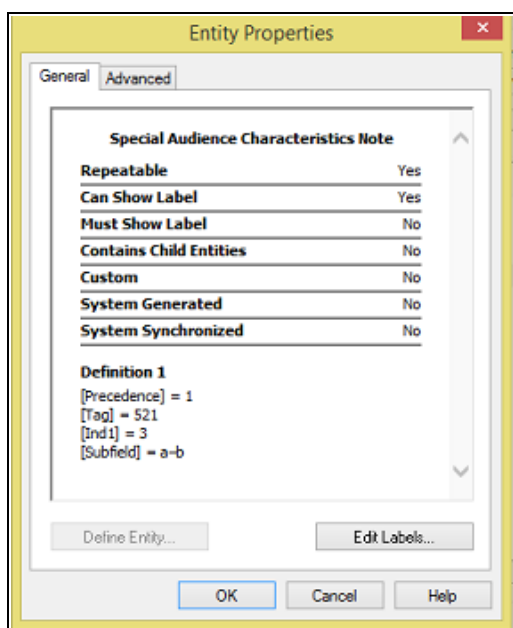 Entity Properties
General Advanced
Special Audience Characteristics Note
Repeatable Yes
Can Show Label Yes
Must Show Label No
Contains Child Entities No
Custom No
System Generated No
System Synchronized No
Definition 1
[Precedence] = 1
[Tag] = 521
[Ind1] = 3
[Subfield] = a-b
Define Entity... Edit Labels...
OK Cancel Help